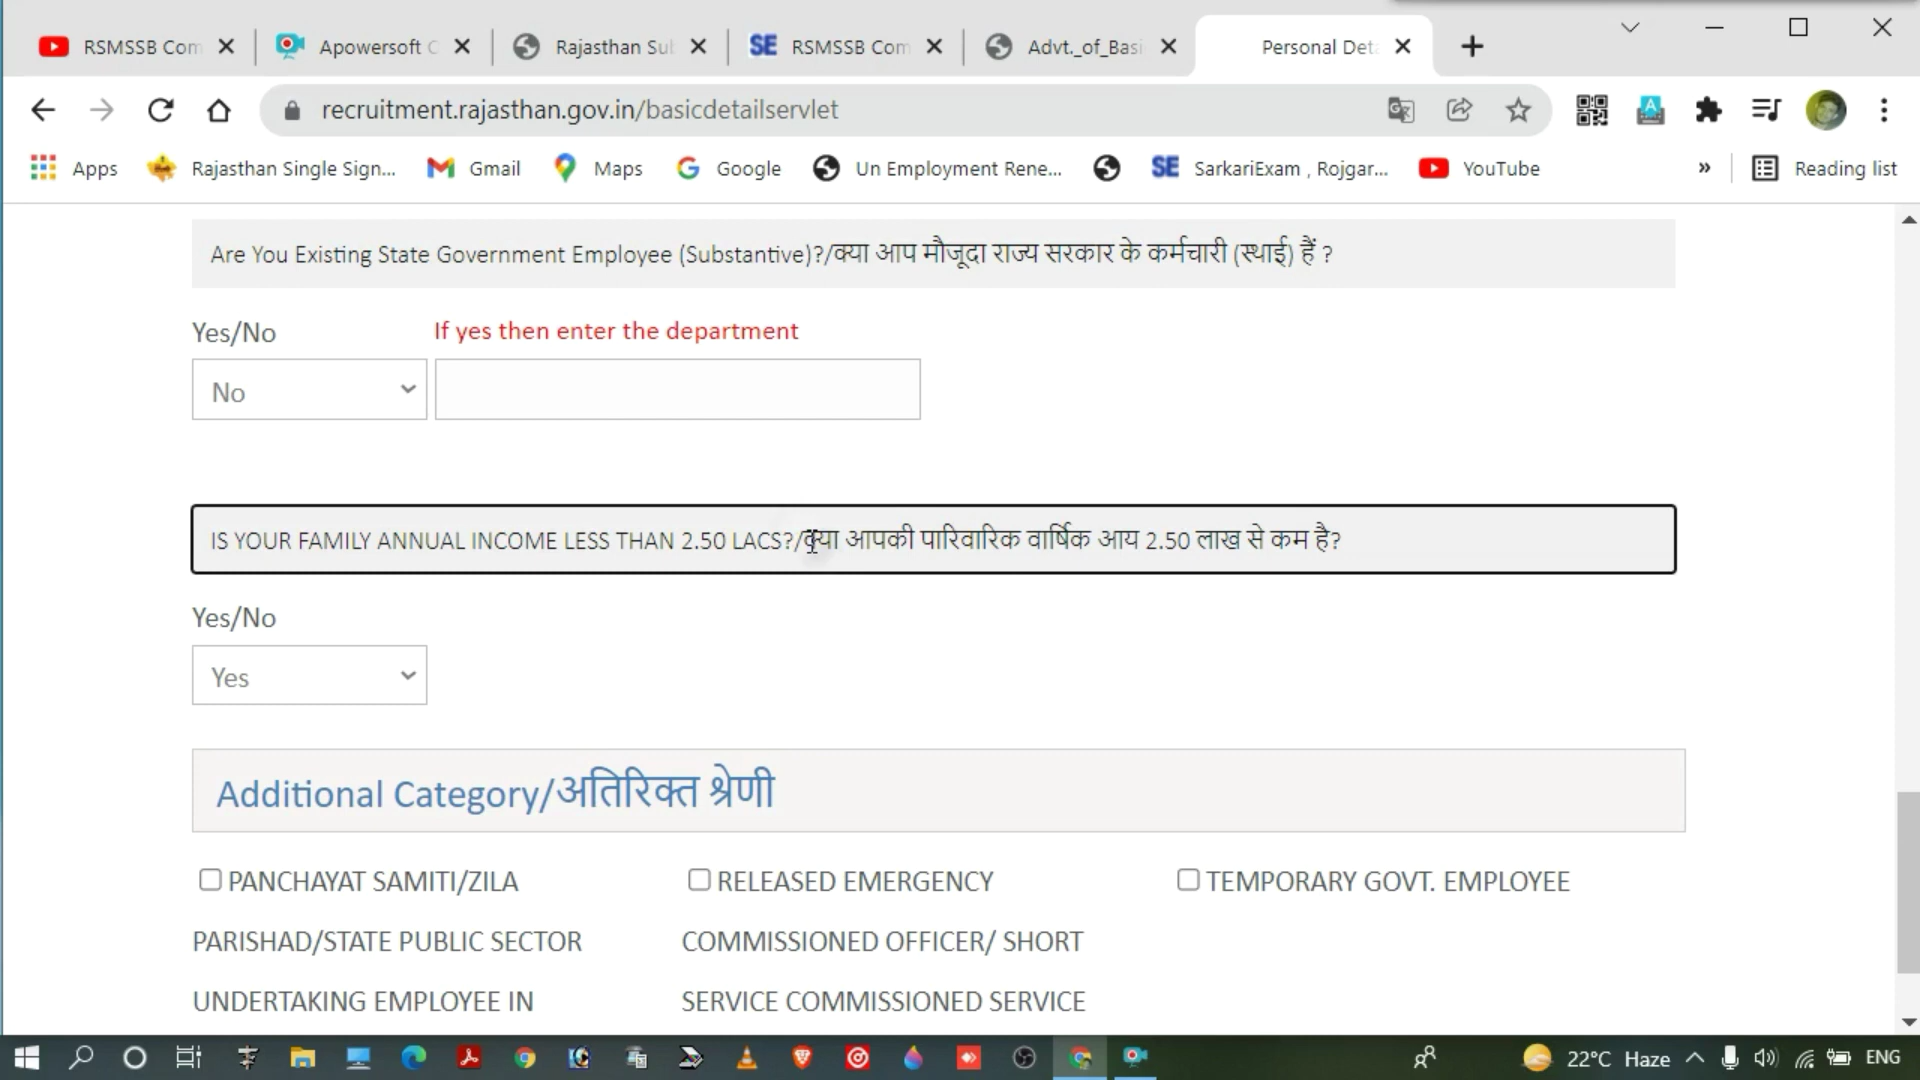 RSMSSB Com
Apowersoft C
Rajasthan Sub
SE RSMSSB Com
Advt._of_Basi
Personal Deta
recruitment.rajasthan.gov.in/basicdetailservlet
Apps
Rajasthan Single Sign...
Gmail
Maps
Google
Un Employment Rene...
SE SarkariExam , Rojgar...
YouTube
»
Reading list
Are You Existing State Government Employee (Substantive)?/क्या आप मौजूदा राज्य सरकार के कर्मचारी (स्थाई) हैं ?
Yes/No
If yes then enter the department
No
IS YOUR FAMILY ANNUAL INCOME LESS THAN 2.50 LACS?/क्या आपकी पारिवारिक वार्षिक आय 2.50 लाख से कम है?
Yes/No
Yes
Additional Category/अतिरिक्त श्रेणी
PANCHAYAT SAMITI/ZILA
PARISHAD/STATE PUBLIC SECTOR
UNDERTAKING EMPLOYEE IN
RELEASED EMERGENCY
COMMISSIONED OFFICER/ SHORT
SERVICE COMMISSIONED SERVICE
TEMPORARY GOVT. EMPLOYEE
22°C Haze
ENG